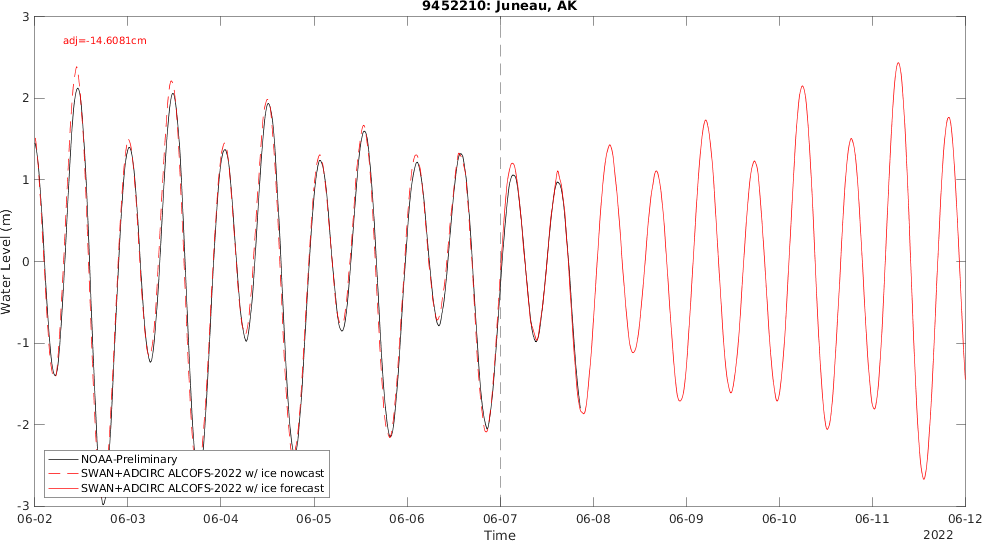 9452210: Juneau, AK
adj=-14.6081cm
3
2
1
0
-1
-2
-3
Water Level (m)
NOAA-Preliminary
SWAN+ADCIRC ALCOFS-2022 w/ ice nowcast
SWAN+ADCIRC ALCOFS-2022 w/ ice forecast
06-02 06-03 06-04 06-05 06-06 06-07 06-08 06-09 06-10 06-11 06-12
Time
2022